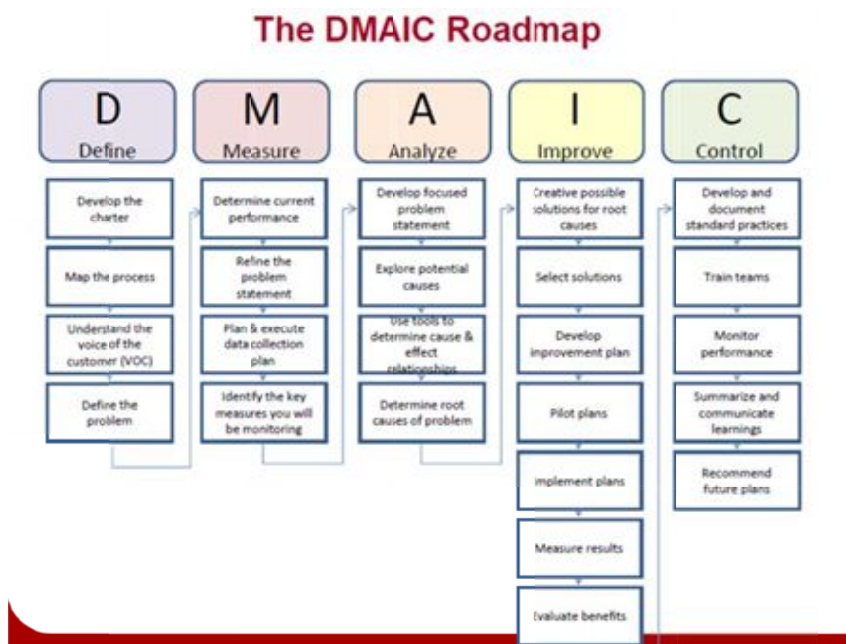 The DMAIC Roadmap
D
Define
Develop the
charter
Map the process
Understand the
voice of the
customer (VOC)
Define the
problem
M
Measure
Determine current
performance
Refine the
problem
statement
Plan & execute
data collection
plan
Identify the key
measures you will
be monitoring
A
Analyze
Develop focused
problem
statement
Explore potential
causes
Use tools to
determine cause &
effect
relationships
Determine root
causes of problem
I
Improve
Creative possible
solutions for root
causes
Select solutions
Develop
improvement plan
Pilot plans
Implement plans
Measure results
Evaluate benefits
C
Control
Develop and
document
standard practices
Train teams
Monitor
performance
Summarize and
communicate
learnings
Recommend
future plans